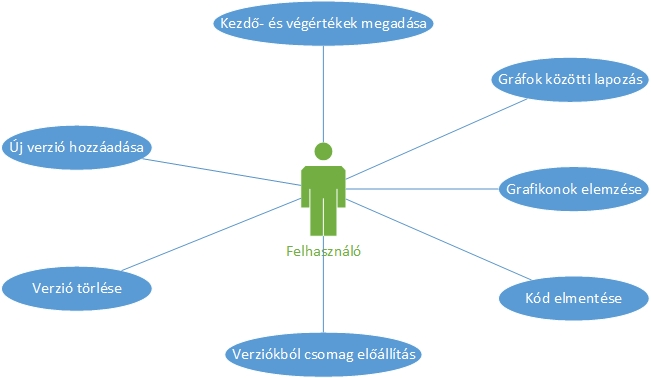 Kezdő- és végértékek megadása
Gráfok közötti lapozás
Új verzió hozzáadása
Grafikonok elemzése
Felhasználó
Verzió törlése
Kód elmentése
Verziókból csomag előállítás